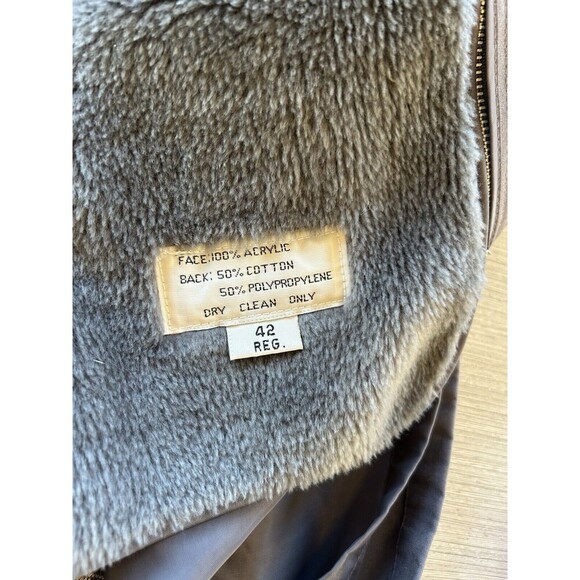 FACE:100% ACRYLIC
BACK: 50% COTTON
50% POLYPROPYLENE
DRY CLEAN ONLY
42
REG.